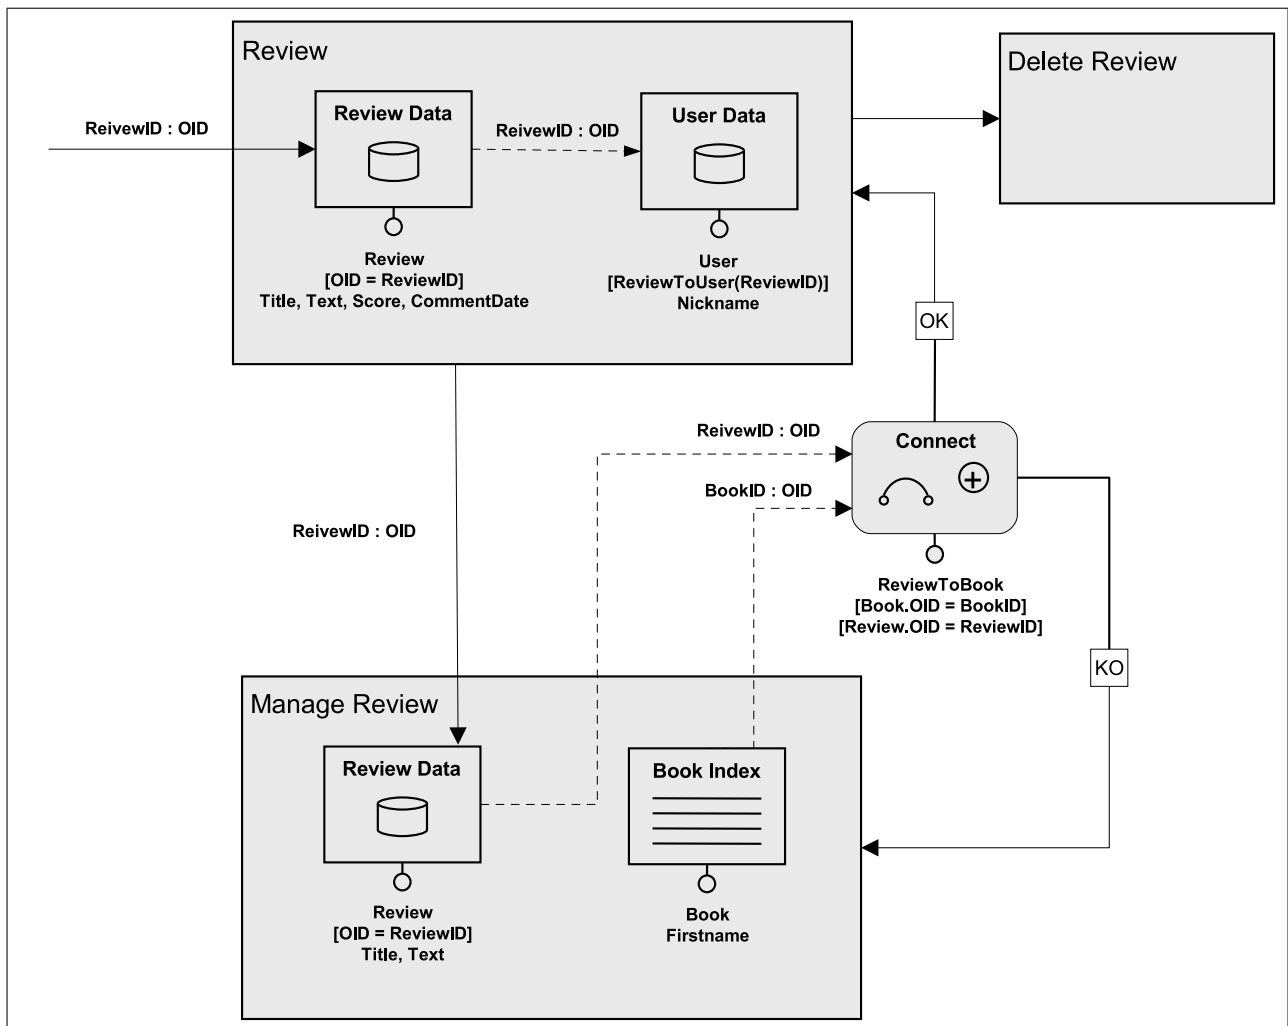 Review
Delete Review
Review Data
User Data
ReivewID : OID
ReivewID : OID
Review
[OID = ReviewID]
Title, Text, Score, CommentDate
User
[ReviewToUser(ReviewID)]
Nickname
OK
ReivewID : OID
Connect
BookID : OID
ReivewID : OID
ReviewToBook
[Book.OID = BookID]
[Review.OID = ReviewID]
KO
Manage Review
Review Data
Book Index
Review
[OID = ReviewID]
Title, Text
Book
Firstname